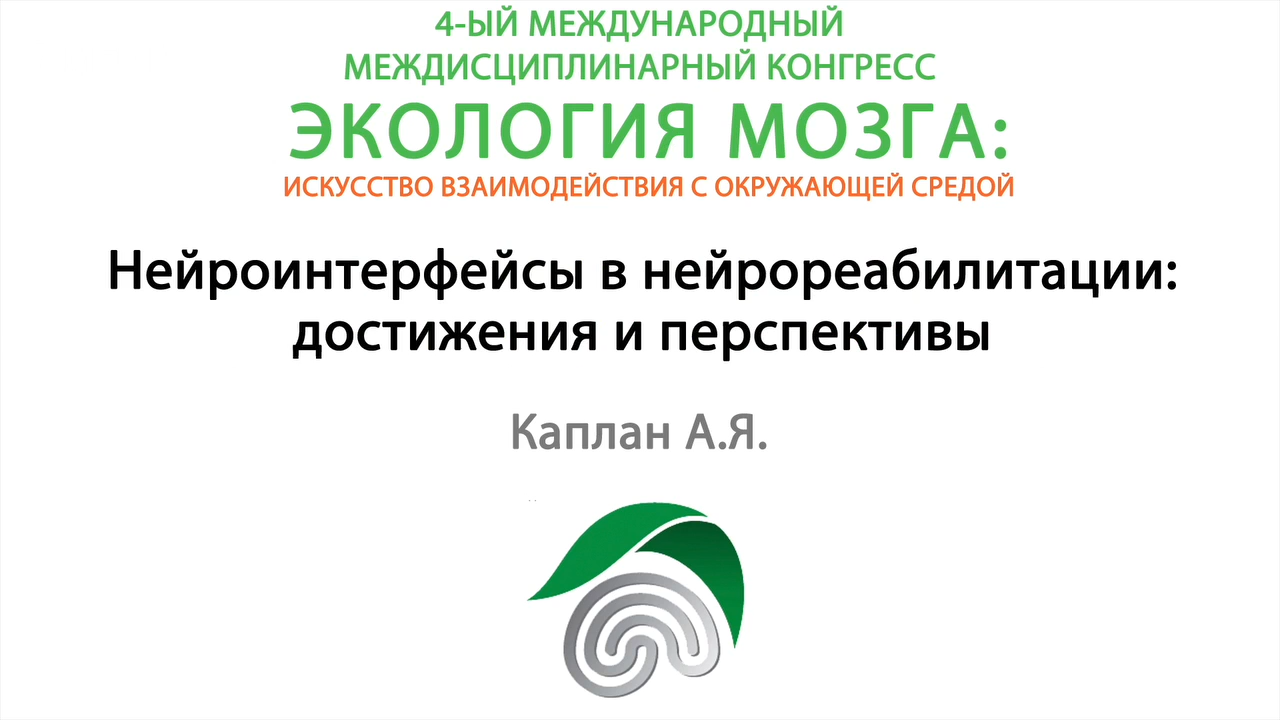 4-ЫЙ МЕЖДУНАРОДНЫЙ
МЕЖДИСЦИПЛИНАРНЫЙ КОНГРЕСС
ЭКОЛОГИЯ МОЗГА:
ИСКУССТВО ВЗАИМОДЕЙСТВИЯ С ОКРУЖАЮЩЕЙ СРЕДОЙ
Нейроинтерфейсы в нейрореабилитации:
достижения и перспективы
Каплан А.Я.